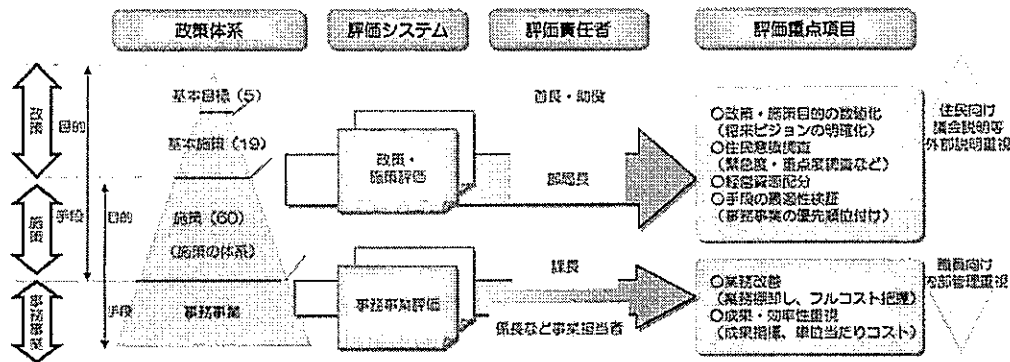 政策体系
評価システム
評価責任者
評価重点項目
政策
施策
事務事業
目的
手段
目的
手段
基本目標（5）
基本施策（19）
施策（60）
（施策の体系）
事務事業
政策・
施策評価
事務事業評価
首長・助役
部局長
課長
係長など事業担当者
○政策・施策目的の数値化
（将来ビジョンの明確化）
○住民意識調査
（緊急度・重点度調査など）
○経営資源配分
○手段の最適性検証
（事務事業の優先順位付け）
○業務改善
（業務棚卸し、フルコスト把握）
○成果・効率性重視
（成果指標、単位当たりコスト）
住民向け
議会説明等
外部説明重視
職員向け
内部管理重視